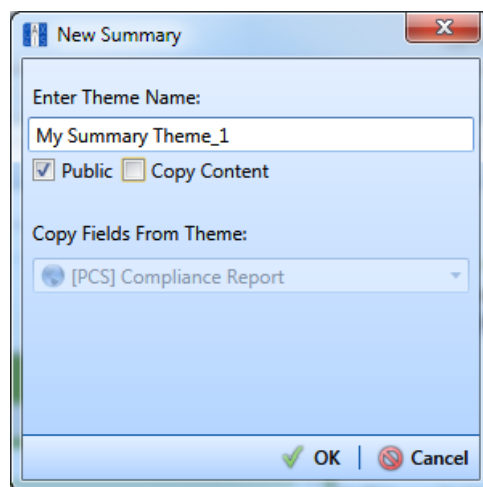 New Summary
Enter Theme Name:
My Summary Theme_1
Public Copy Content
Copy Fields From Theme:
[PCS] Compliance Report
OK Cancel